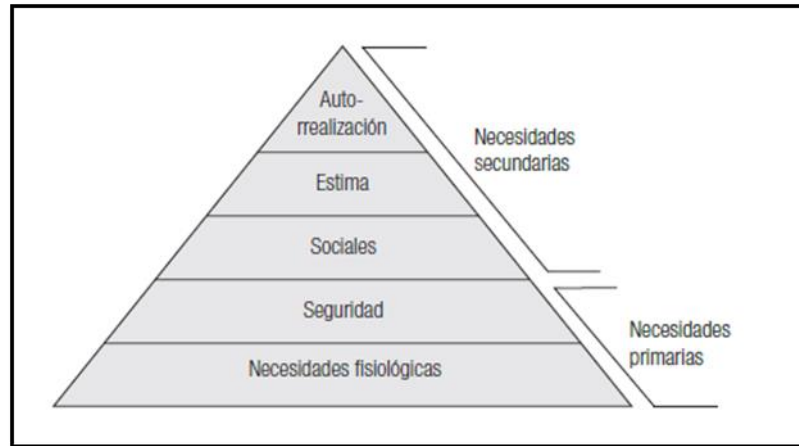 Auto-
rrealización
Estima
Sociales
Seguridad
Necesidades fisiológicas
Necesidades
secundarias
Necesidades
primarias